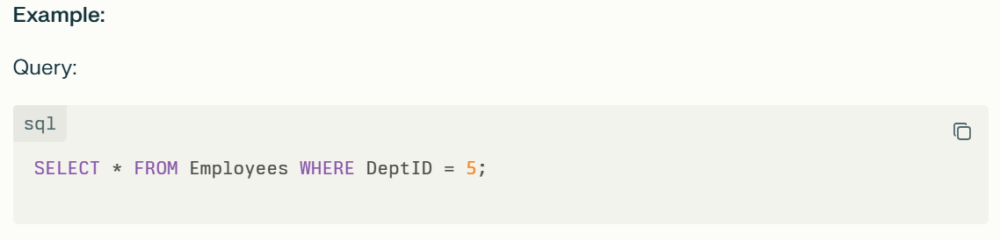 Example:
Query:
sql
SELECT * FROM Employees WHERE DeptID = 5;